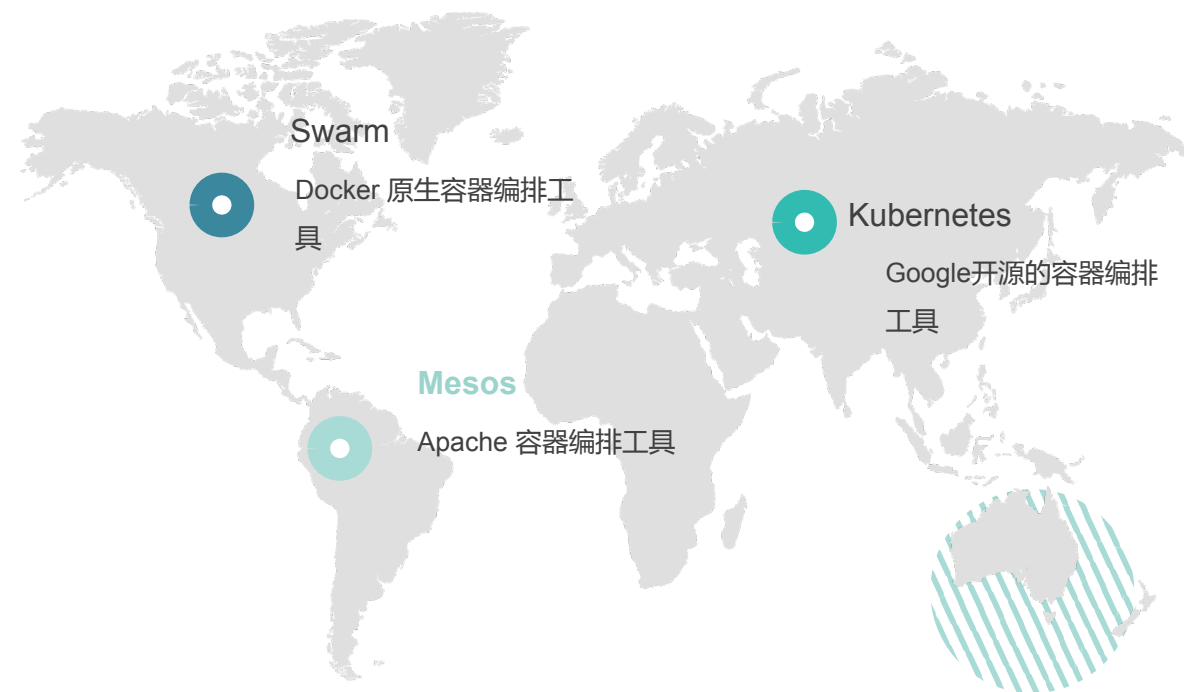 Swarm
Docker 原生容器编排工
具
Kubernetes
Google开源的容器编排
工具
Mesos
Apache 容器编排工具